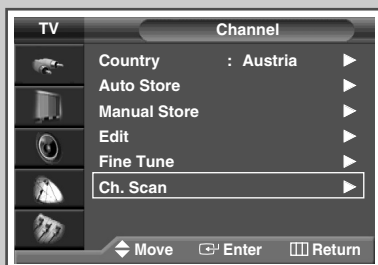 TV Channel
Country : Austria ▶
Auto Store ▶
Manual Store ▶
Edit ▶
Fine Tune ▶
Ch. Scan ▶
Move Enter Return